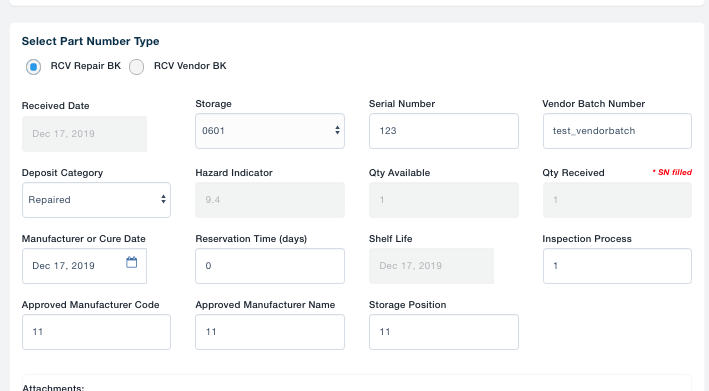 Select Part Number Type
RCV Repair BK RCV Vendor BK
Received Date Storage Serial Number Vendor Batch Number
Dec 17, 2019 0601 123 test_vendorbatch
Deposit Category Hazard Indicator Qty Available Qty Received * SN filled
Repaired 9.4 1 1
Manufacturer or Cure Date Reservation Time (days) Shelf Life Inspection Process
Dec 17, 2019 0 Dec 17, 2019 1
Approved Manufacturer Code Approved Manufacturer Name Storage Position
11 11 11
Attachments: